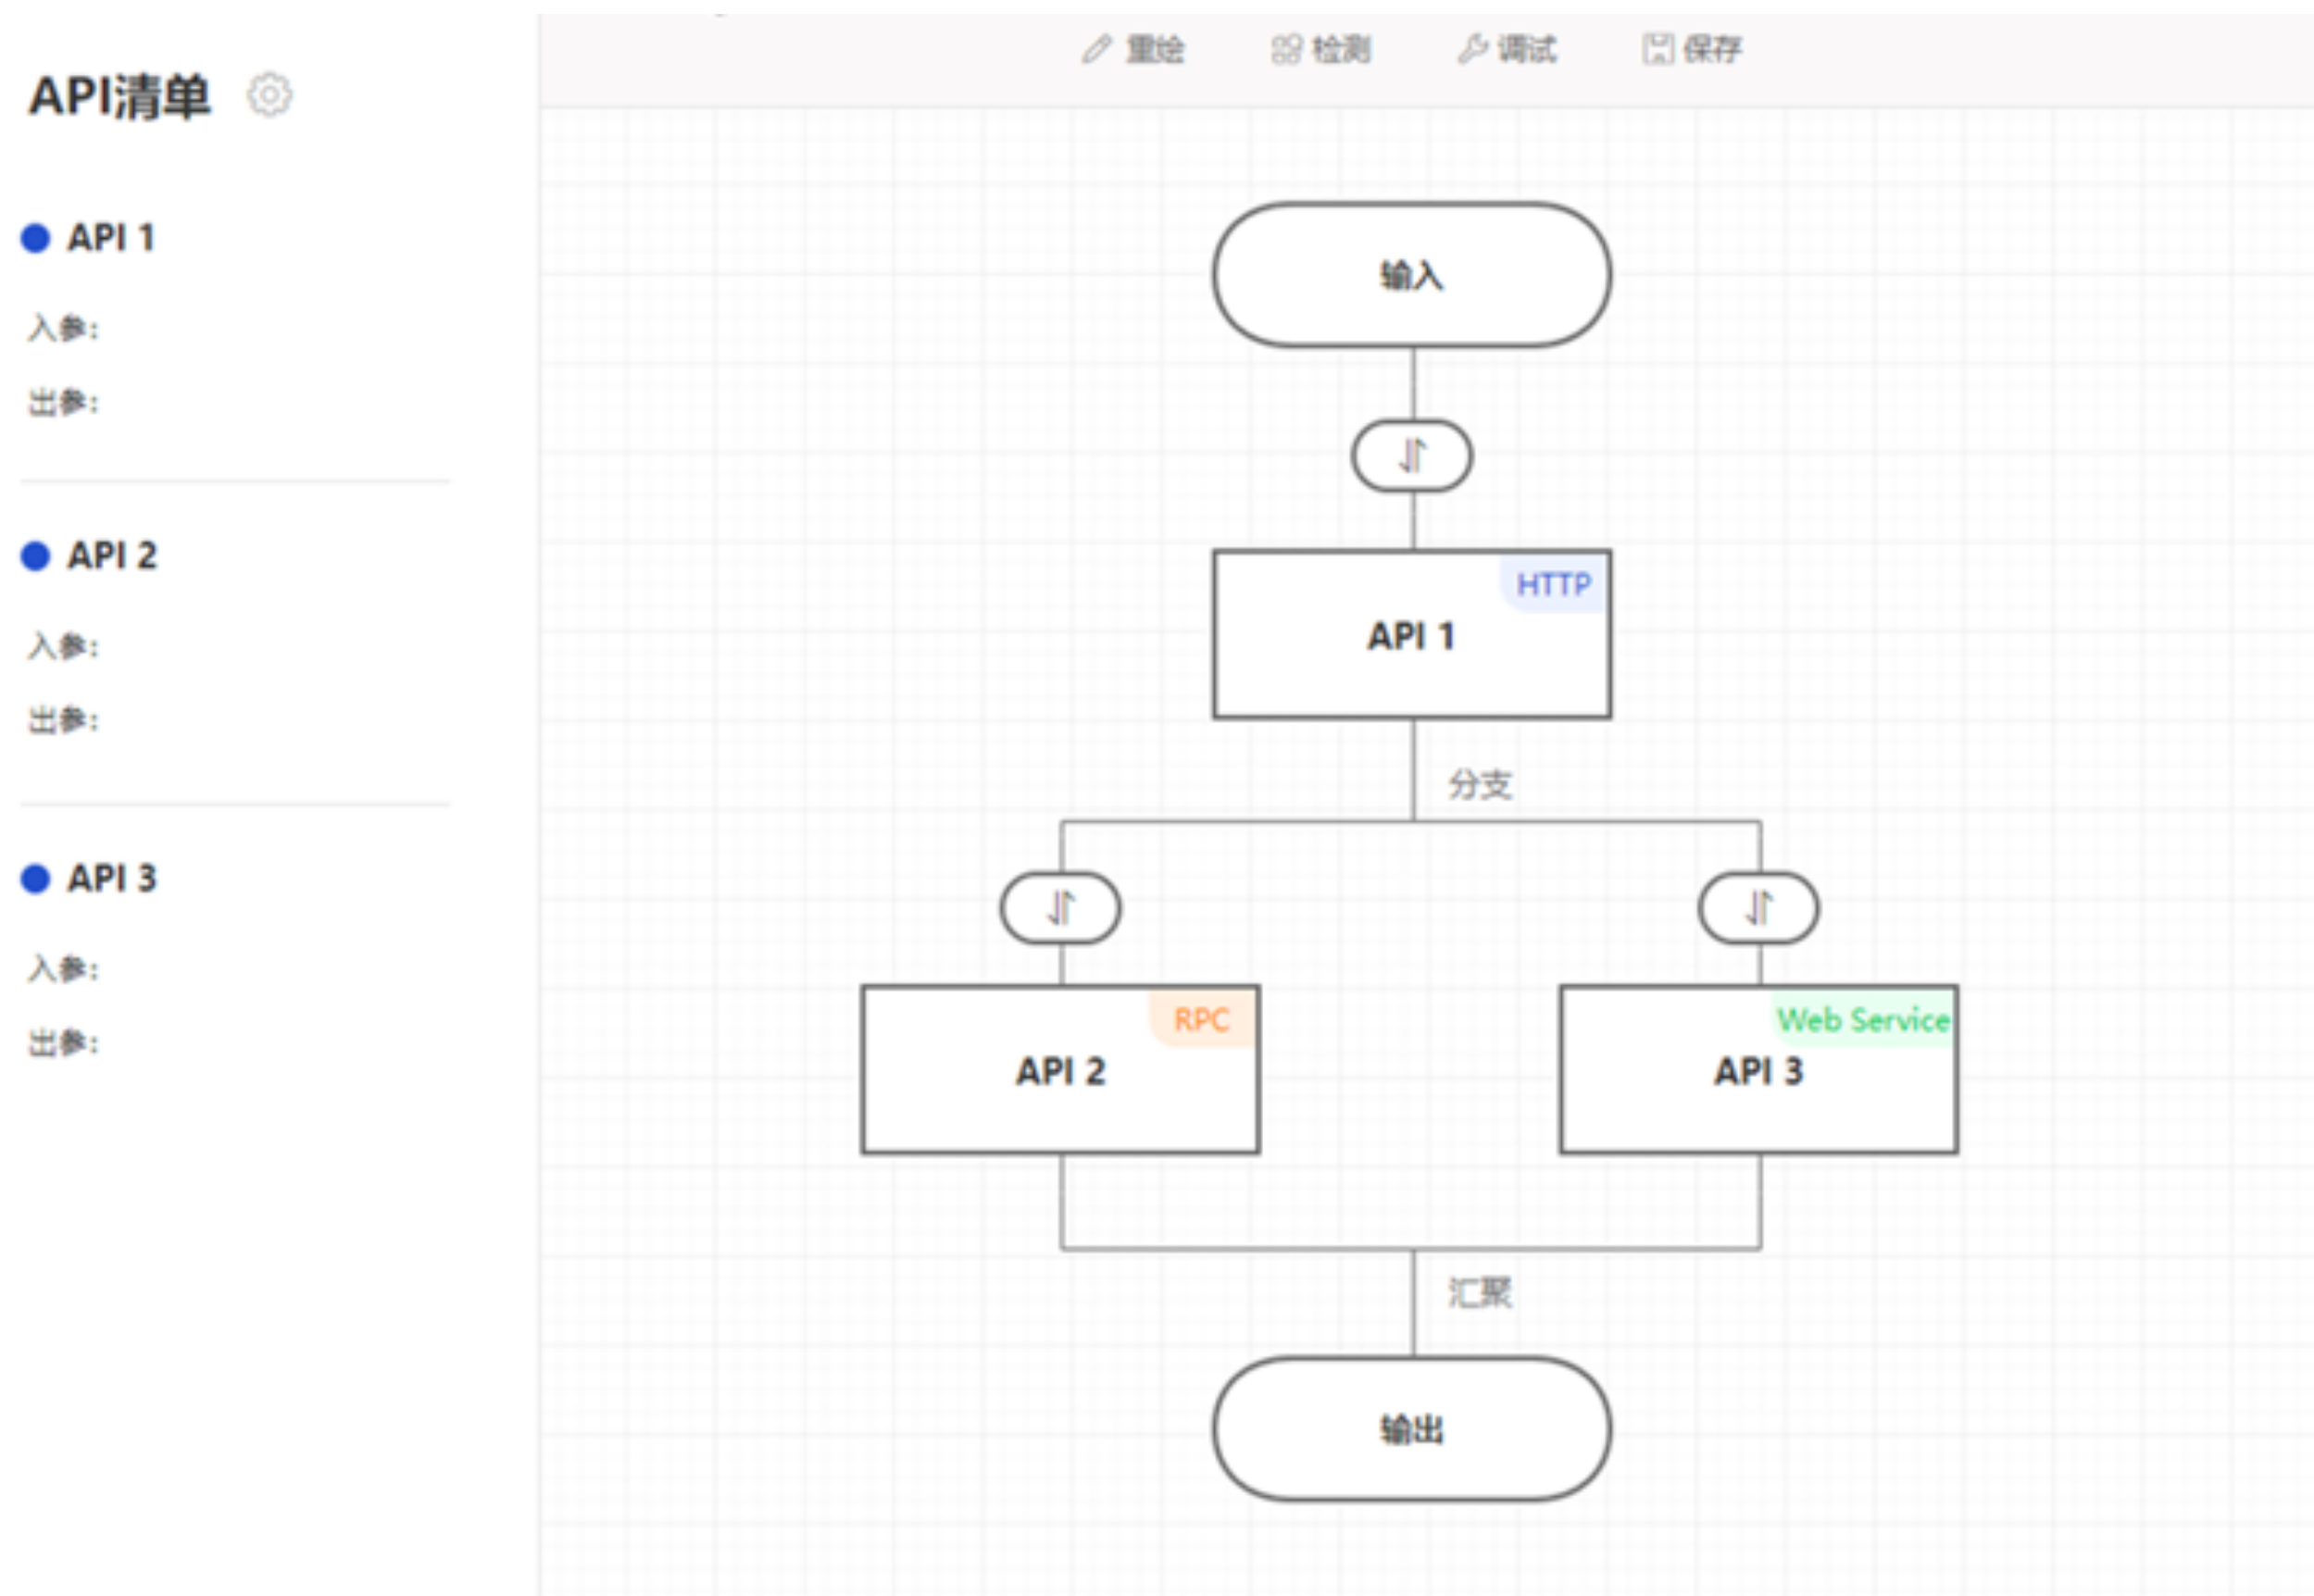 API清单
API 1
入参:
出参:
API 2
入参:
出参:
API 3
入参:
出参:
重绘 检测 调试 保存
输入
HTTP
API 1
分支
RPC
API 2
Web Service
API 3
汇聚
输出